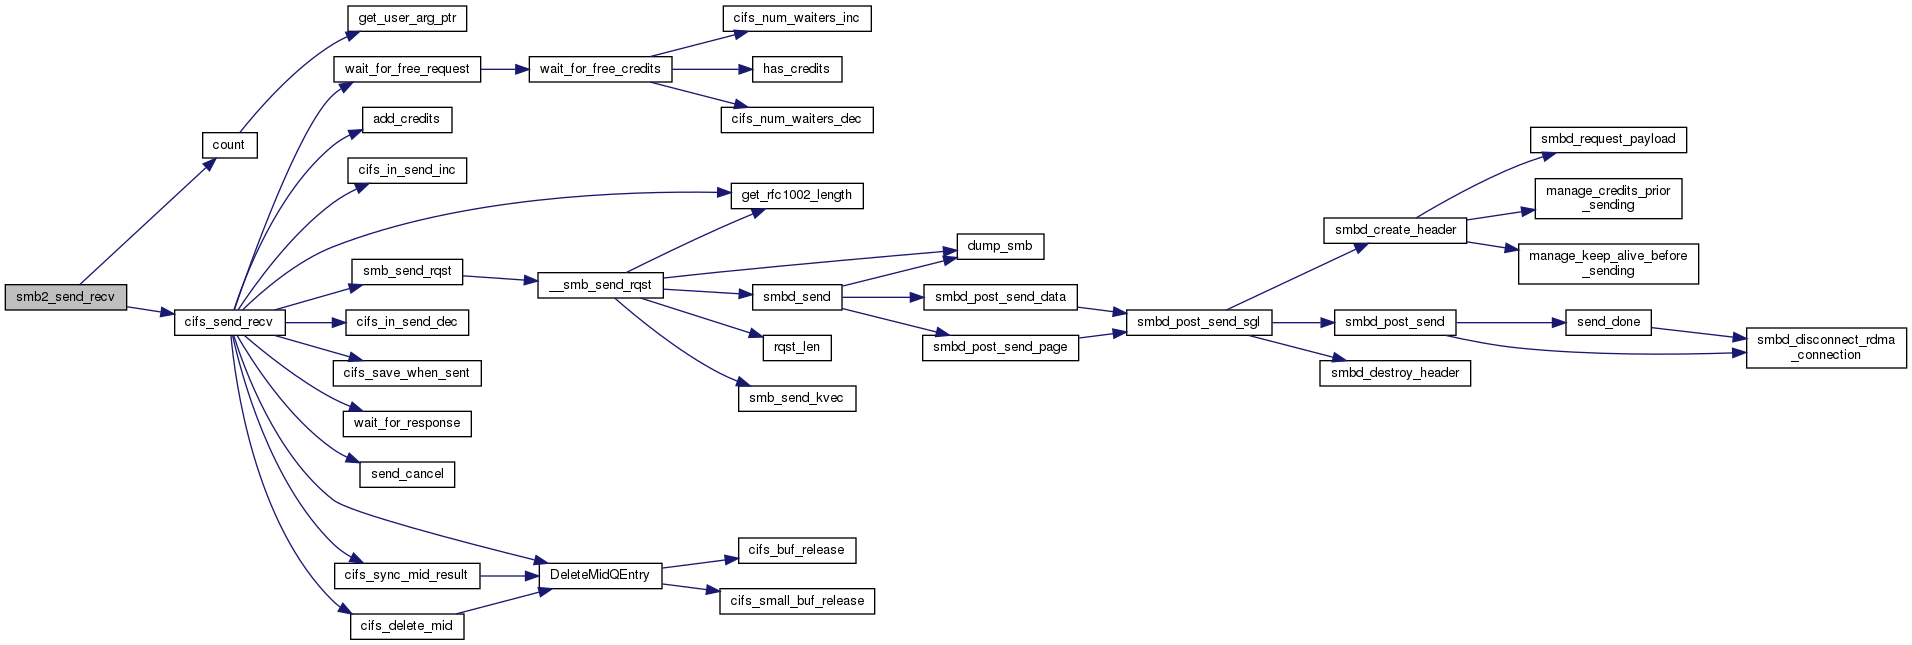 get_user_arg_ptr
cifs_num_waiters_inc
wait_for_free_request
wait_for_free_credits
has_credits
add_credits
cifs_num_waiters_dec
count
smbd_request_payload
cifs_in_send_inc
get_rfc1002_length
manage_credits_prior
_sending
smbd_create_header
dump_smb
manage_keep_alive_before
_sending
smb_send_rqst
__smb_send_rqst
smb2_send_recv
smbd_send
smbd_post_send_data
cifs_send_recv
cifs_in_send_dec
smbd_post_send_sgl
smbd_post_send
send_done
rqst_len
smbd_post_send_page
smbd_disconnect_rdma
_connection
cifs_save_when_sent
smbd_destroy_header
smb_send_kvec
wait_for_response
send_cancel
cifs_buf_release
cifs_sync_mid_result
DeleteMidQEntry
cifs_small_buf_release
cifs_delete_mid